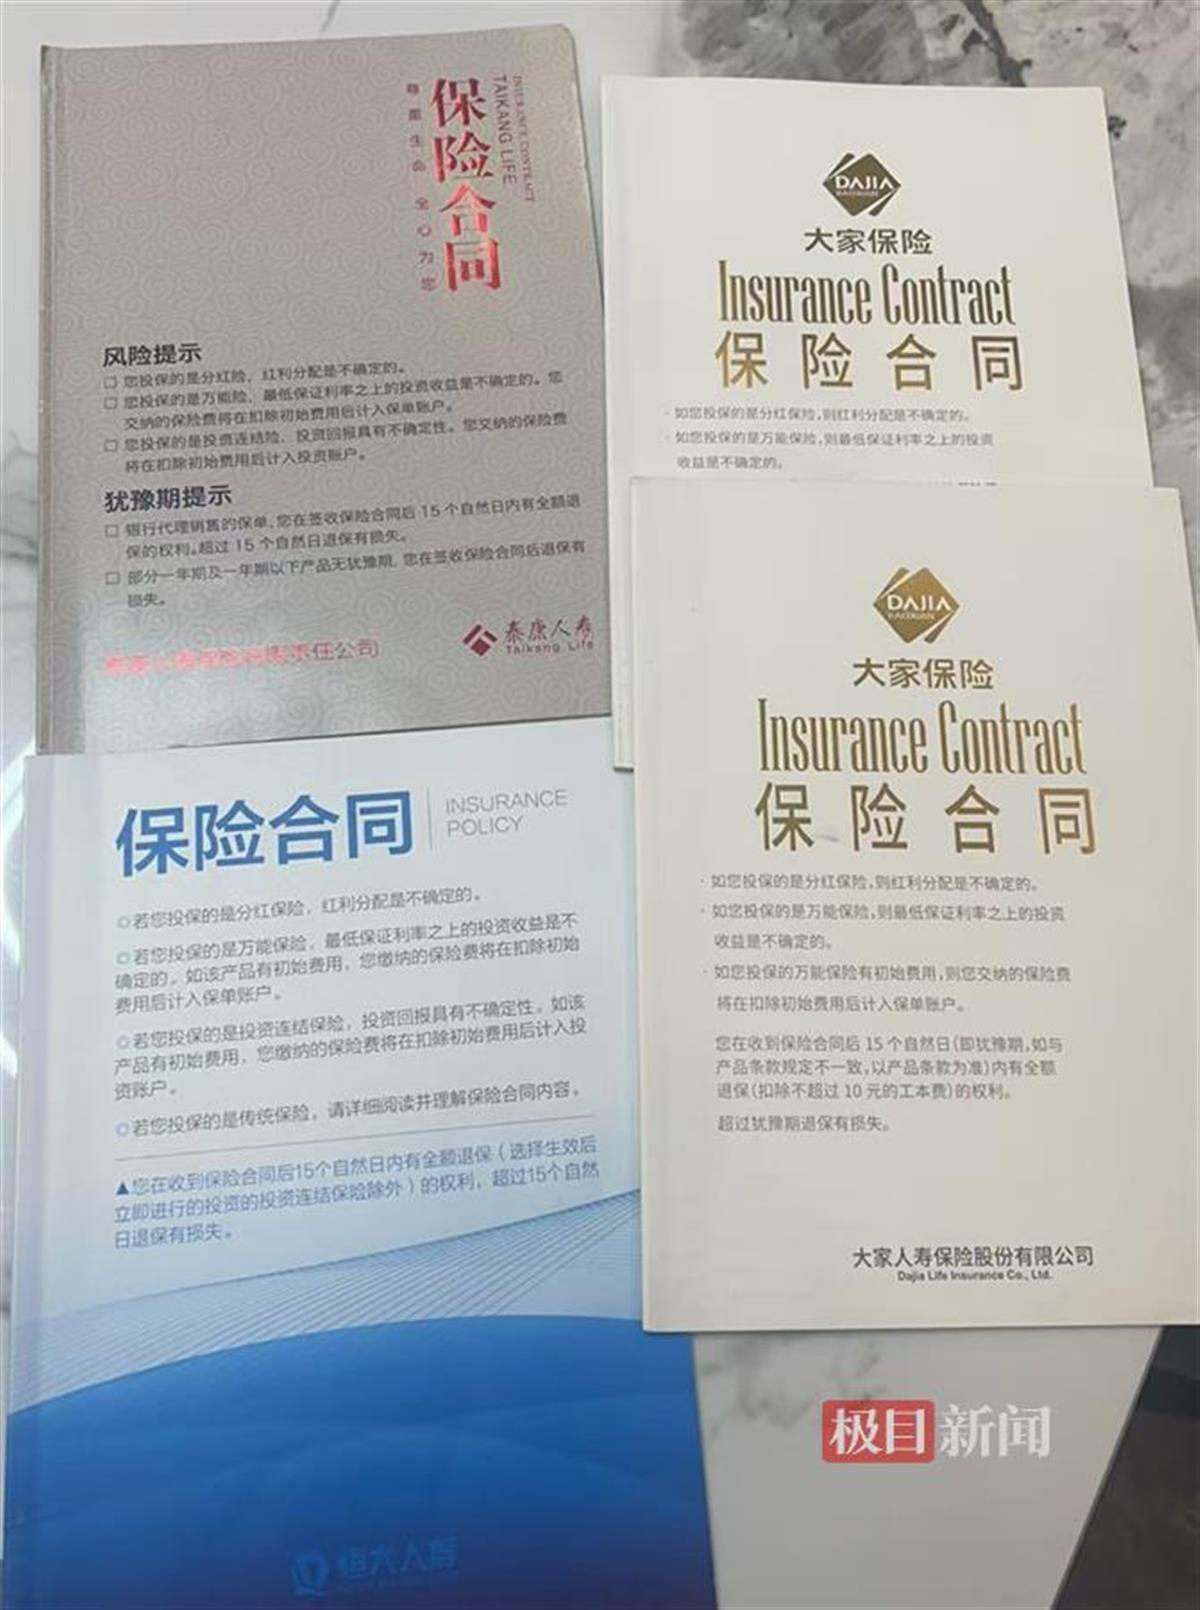 保险合同
INSURANCE CONTRACT
TAIKANG LIFE
尊重生命 全心为您
风险提示
□ 您投保的是分红险，红利分配是不确定的。
□ 您投保的是万能险，最低保证利率之上的投资收益是不确定的。您
交纳的保险费将在扣除初始费用后计入保单账户。
□ 您投保的是投资连结险，投资回报具有不确定性。您交纳的保险费
将在扣除初始费用后计入投资账户。
犹豫期提示
□ 银行代理销售的保单，您在签收保险合同后 15 个自然日内有全额退
保的权利。超过 15 个自然日退保有损失。
□ 部分一年期及一年期以下产品无犹豫期，您在签收保险合同后退保有
损失。
泰康人寿保险有限责任公司
泰康人寿
Taikang Life
DAJIA
BAOXIAN
大家保险
Insurance Contract
保险合同
· 如您投保的是分红保险，则红利分配是不确定的。
· 如您投保的是万能保险，则最低保证利率之上的投资
收益是不确定的。
保险合同
INSURANCE
POLICY
◎若您投保的是分红保险，红利分配是不确定的。
◎若您投保的是万能保险，最低保证利率之上的投资收益是不
确定的。如该产品有初始费用，您缴纳的保险费将在扣除初始
费用后计入保单账户。
◎若您投保的是投资连结保险，投资回报具有不确定性。如该
产品有初始费用，您缴纳的保险费将在扣除初始费用后计入投
资账户。
◎若您投保的是传统保险，请详细阅读并理解保险合同内容。
▲您在收到保险合同后15个自然日内有全额退保（选择生效后
立即进行的投资的投资连结保险除外）的权利，超过15个自然
日退保有损失。
恒大人寿
DAJIA
BAOXIAN
大家保险
Insurance Contract
保险合同
· 如您投保的是分红保险，则红利分配是不确定的。
· 如您投保的是万能保险，则最低保证利率之上的投资
收益是不确定的。
· 如您投保的万能保险有初始费用，则您交纳的保险费
将在扣除初始费用后计入保单账户。
您在收到保险合同后 15 个自然日（即犹豫期，如与
产品条款规定不一致，以产品条款为准）内有全额
退保（扣除不超过 10 元的工本费）的权利。
超过犹豫期退保有损失。
大家人寿保险股份有限公司
Dajia Life Insurance Co., Ltd.
极目新闻